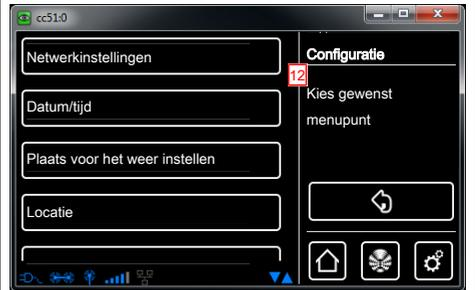 cc51:0
Netwerkinstellingen
Datum/tijd
Plaats voor het weer instellen
Locatie
Configuratie
12
Kies gewenst
menupunt